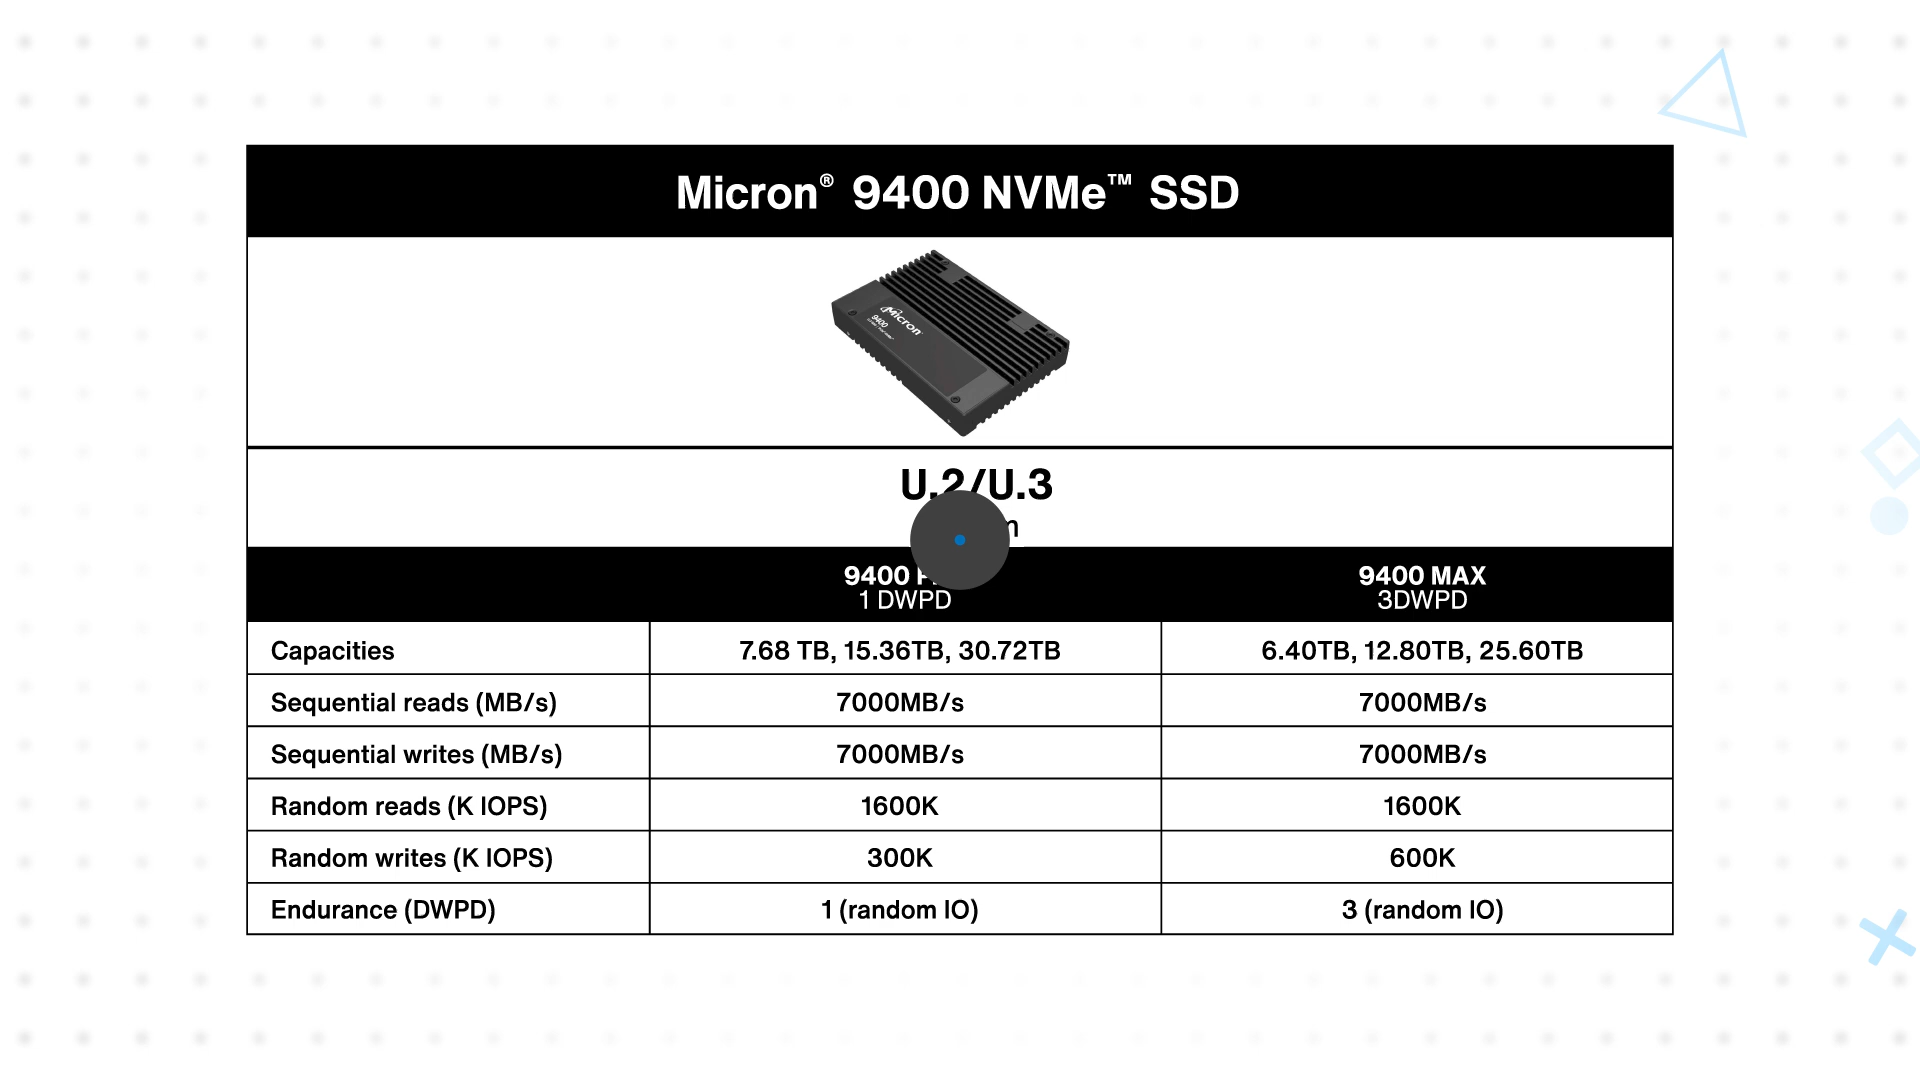 Micron® 9400 NVMe™ SSD
Micron
9400
U.2/U.3
9400
1 DWPD
9400 MAX
3DWPD
Capacities
7.68 TB, 15.36TB, 30.72TB
6.40TB, 12.80TB, 25.60TB
Sequential reads (MB/s)
7000MB/s
7000MB/s
Sequential writes (MB/s)
7000MB/s
7000MB/s
Random reads (K IOPS)
1600K
1600K
Random writes (K IOPS)
300K
600K
Endurance (DWPD)
1 (random IO)
3 (random IO)